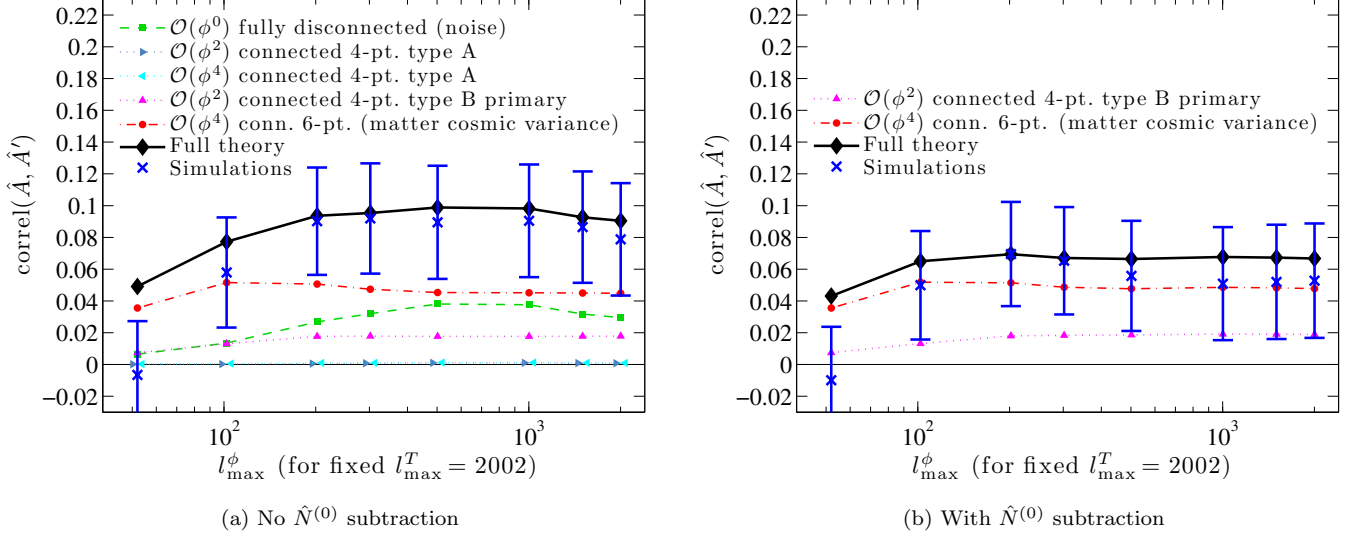 0.22
0.2
0.18
0.16
0.14
0.12
0.1
0.08
0.06
0.04
0.02
0
−0.02
correl(Â, Â′)
O(ϕ⁰) fully disconnected (noise)
O(ϕ²) connected 4-pt. type A
O(ϕ⁴) connected 4-pt. type A
O(ϕ²) connected 4-pt. type B primary
O(ϕ⁴) conn. 6-pt. (matter cosmic variance)
Full theory
Simulations
10² 10³
l^ϕ_max (for fixed l^T_max = 2002)
(a) No N̂^(0) subtraction
0.22
0.2
0.18
0.16
0.14
0.12
0.1
0.08
0.06
0.04
0.02
0
−0.02
correl(Â, Â′)
O(ϕ²) connected 4-pt. type B primary
O(ϕ⁴) conn. 6-pt. (matter cosmic variance)
Full theory
Simulations
10² 10³
l^ϕ_max (for fixed l^T_max = 2002)
(b) With N̂^(0) subtraction